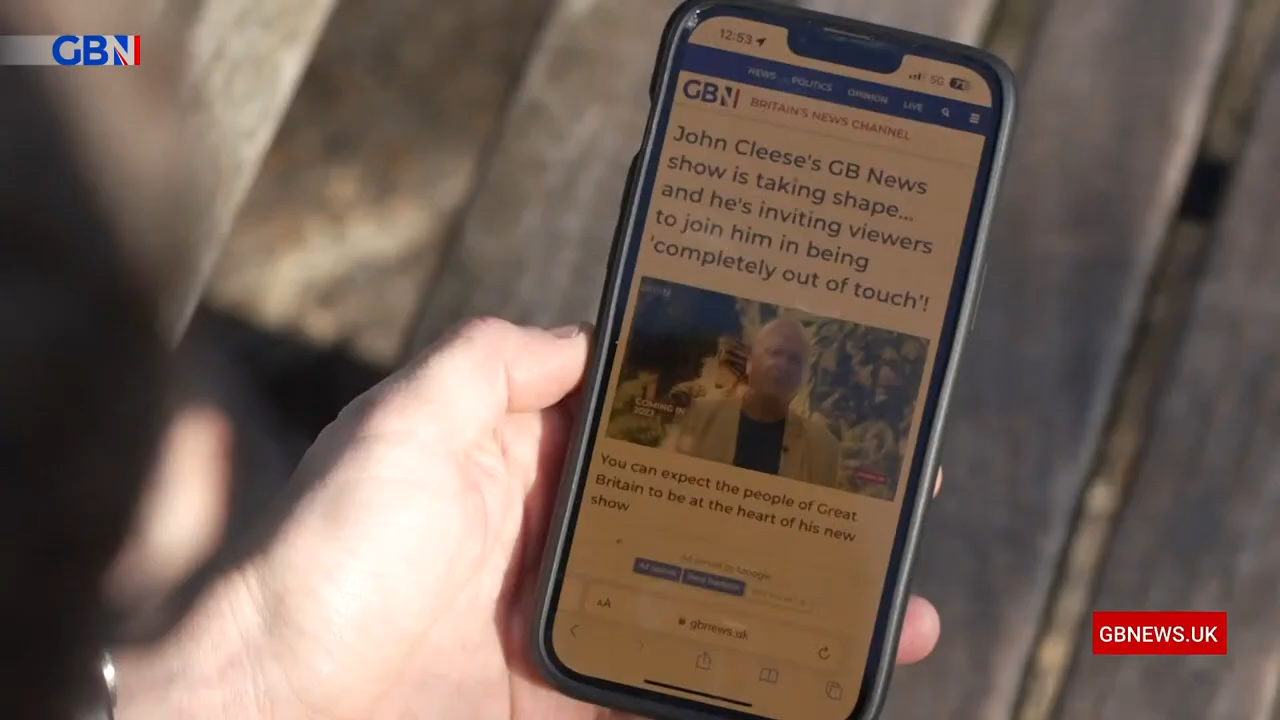 GBN
12:53
5G 71
NEWS POLITICS OPINION LIVE
GBN BRITAIN'S NEWS CHANNEL
John Cleese's GB News
show is taking shape...
and he's inviting viewers
to join him in being
'completely out of touch'!
COMING IN
2023
You can expect the people of Great
Britain to be at the heart of his new
show
Ad served by Google
AA
gbnews.uk
GBNEWS.UK